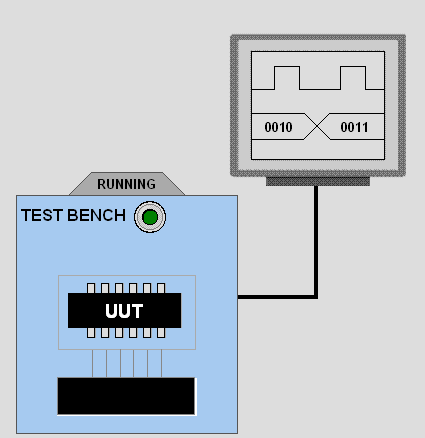 0010 0011
RUNNING
TEST BENCH
UUT